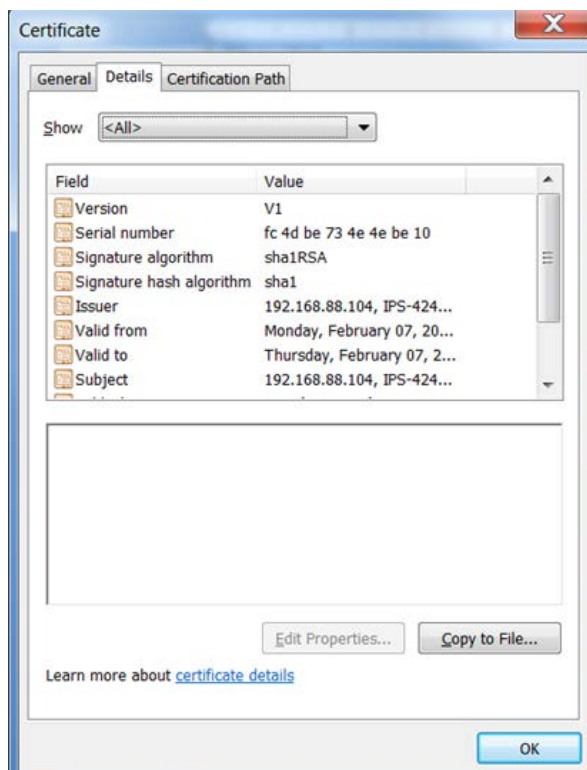 Certificate
General Details Certification Path
Show <All>
Field Value
Version V1
Serial number fc 4d be 73 4e 4e be 10
Signature algorithm sha1RSA
Signature hash algorithm sha1
Issuer 192.168.88.104, IPS-424...
Valid from Monday, February 07, 20...
Valid to Thursday, February 07, 2...
Subject 192.168.88.104, IPS-424...
Edit Properties... Copy to File...
Learn more about certificate details
OK